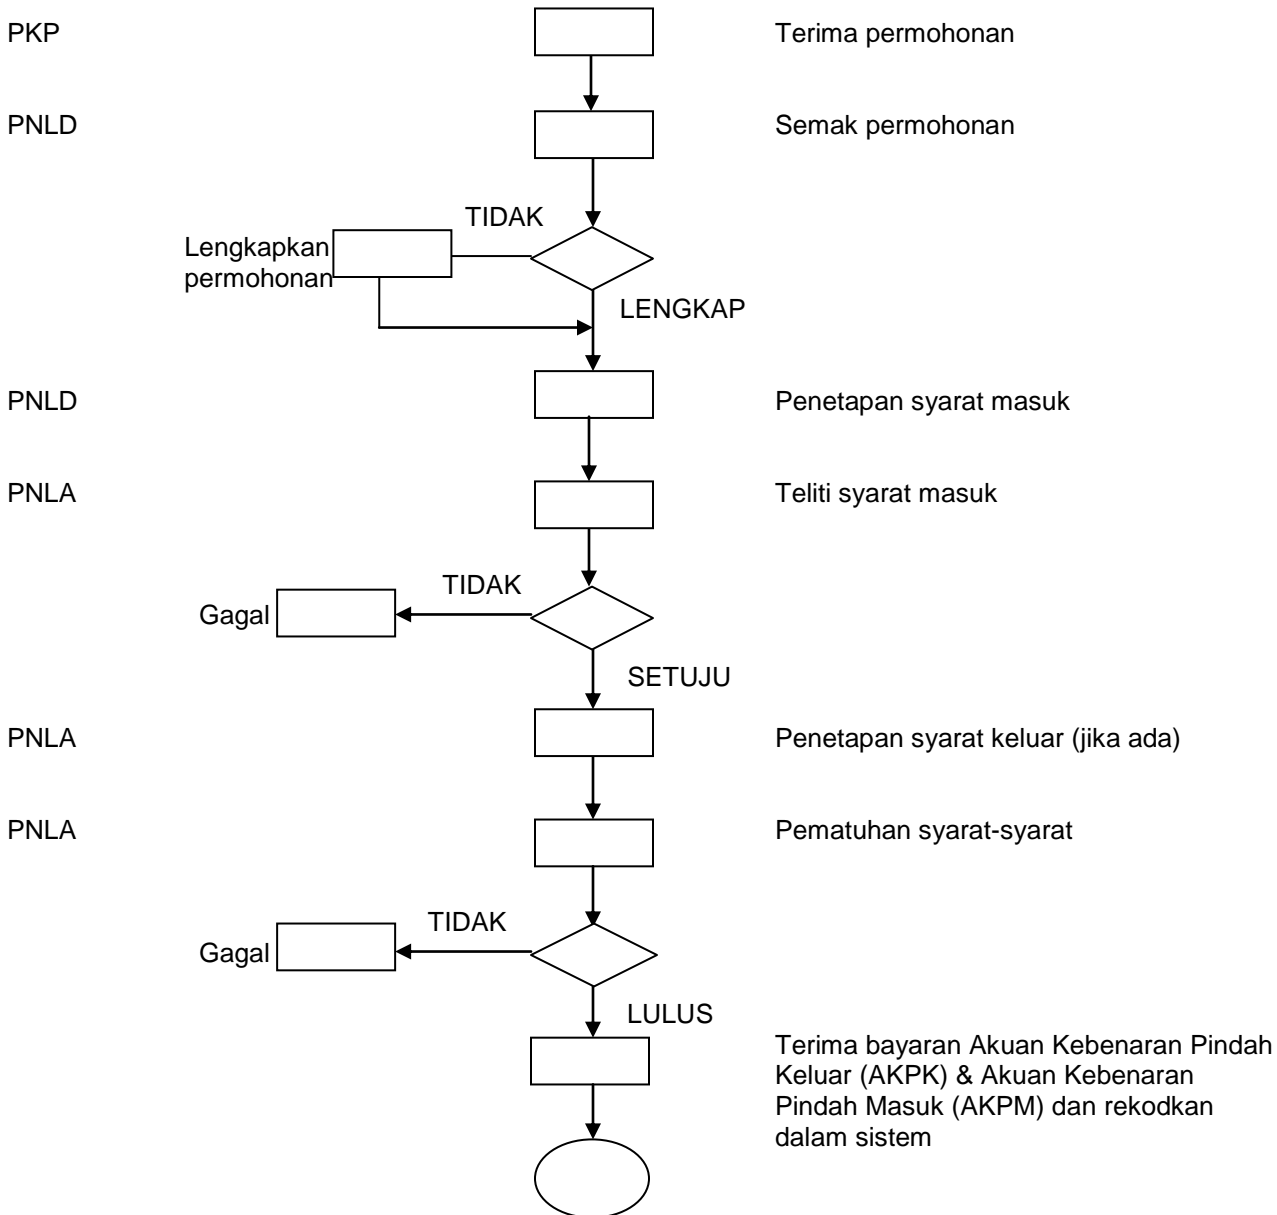 PKP
Terima permohonan
PNLD
Semak permohonan
TIDAK
Lengkapkan
permohonan
LENGKAP
PNLD
Penetapan syarat masuk
PNLA
Teliti syarat masuk
TIDAK
Gagal
SETUJU
PNLA
Penetapan syarat keluar (jika ada)
PNLA
Pematuhan syarat-syarat
TIDAK
Gagal
LULUS
Terima bayaran Akuan Kebenaran Pindah
Keluar (AKPK) & Akuan Kebenaran
Pindah Masuk (AKPM) dan rekodkan
dalam sistem